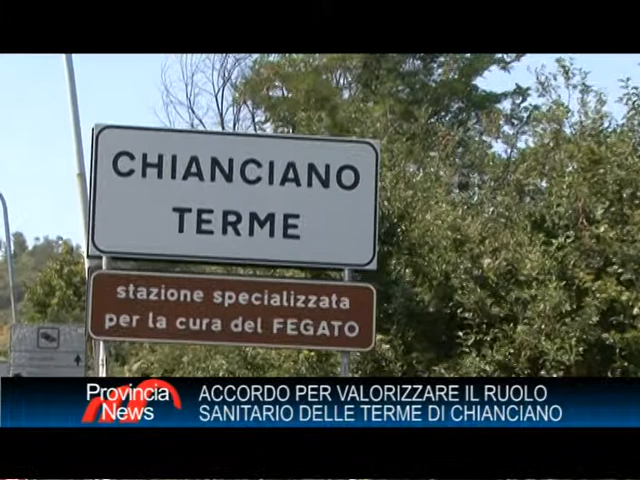 CHIANCIANO
TERME
stazione specializzata
per la cura del FEGATO
Provincia
News
ACCORDO PER VALORIZZARE IL RUOLO
SANITARIO DELLE TERME DI CHIANCIANO